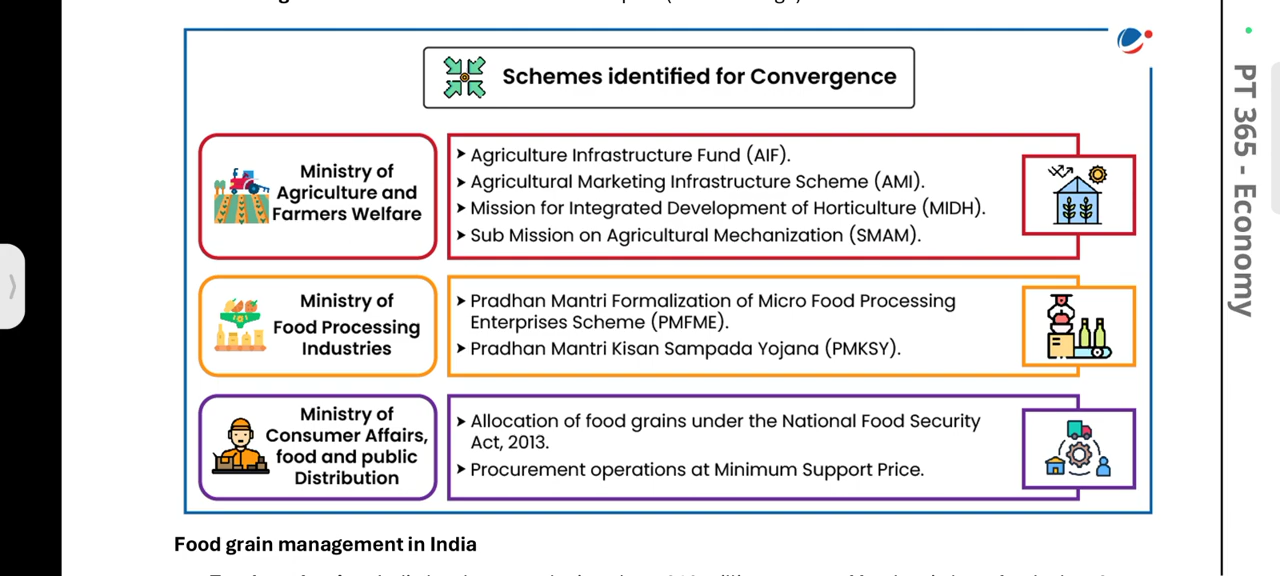 Schemes identified for Convergence
Ministry of
Agriculture and
Farmers Welfare
➤ Agriculture Infrastructure Fund (AIF).
➤ Agricultural Marketing Infrastructure Scheme (AMI).
➤ Mission for Integrated Development of Horticulture (MIDH).
➤ Sub Mission on Agricultural Mechanization (SMAM).
Ministry of
Food Processing
Industries
➤ Pradhan Mantri Formalization of Micro Food Processing
Enterprises Scheme (PMFME).
➤ Pradhan Mantri Kisan Sampada Yojana (PMKSY).
Ministry of
Consumer Affairs,
food and public
Distribution
➤ Allocation of food grains under the National Food Security
Act, 2013.
➤ Procurement operations at Minimum Support Price.
Food grain management in India
PT 365 - Economy